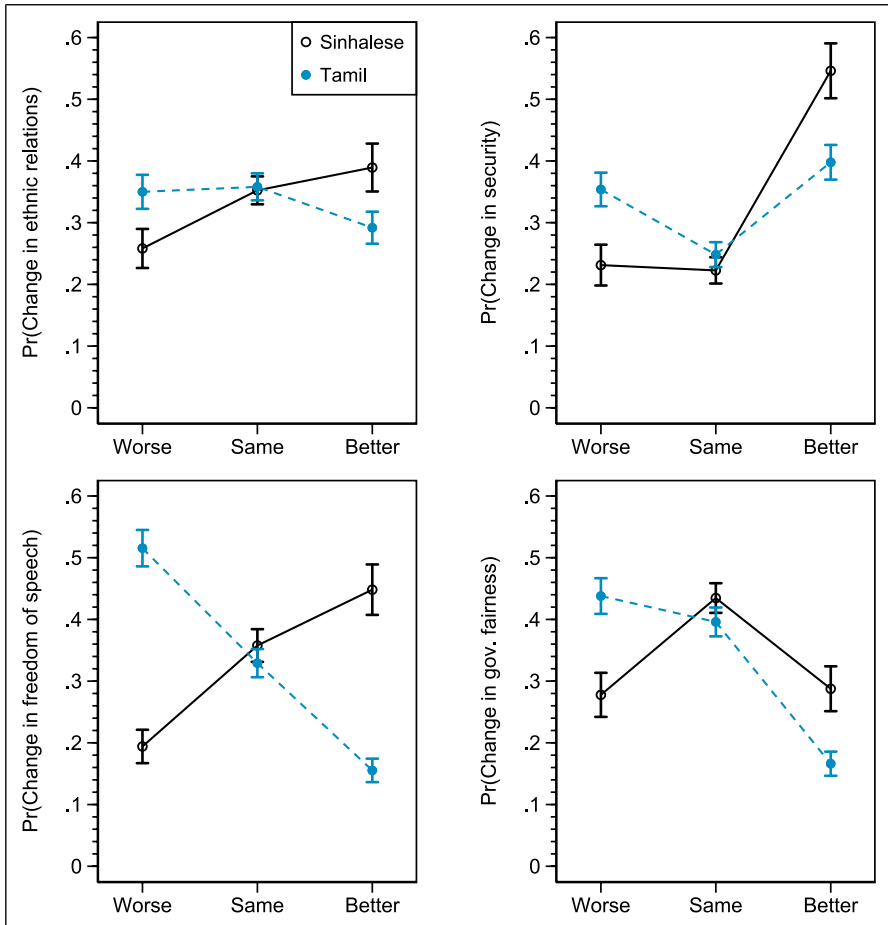 Pr(Change in ethnic relations)
.6
.5
.4
.3
.2
.1
0
Sinhalese
Tamil
Worse Same Better
Pr(Change in security)
.6
.5
.4
.3
.2
.1
0
Worse Same Better
Pr(Change in freedom of speech)
.6
.5
.4
.3
.2
.1
0
Worse Same Better
Pr(Change in gov. fairness)
.6
.5
.4
.3
.2
.1
0
Worse Same Better